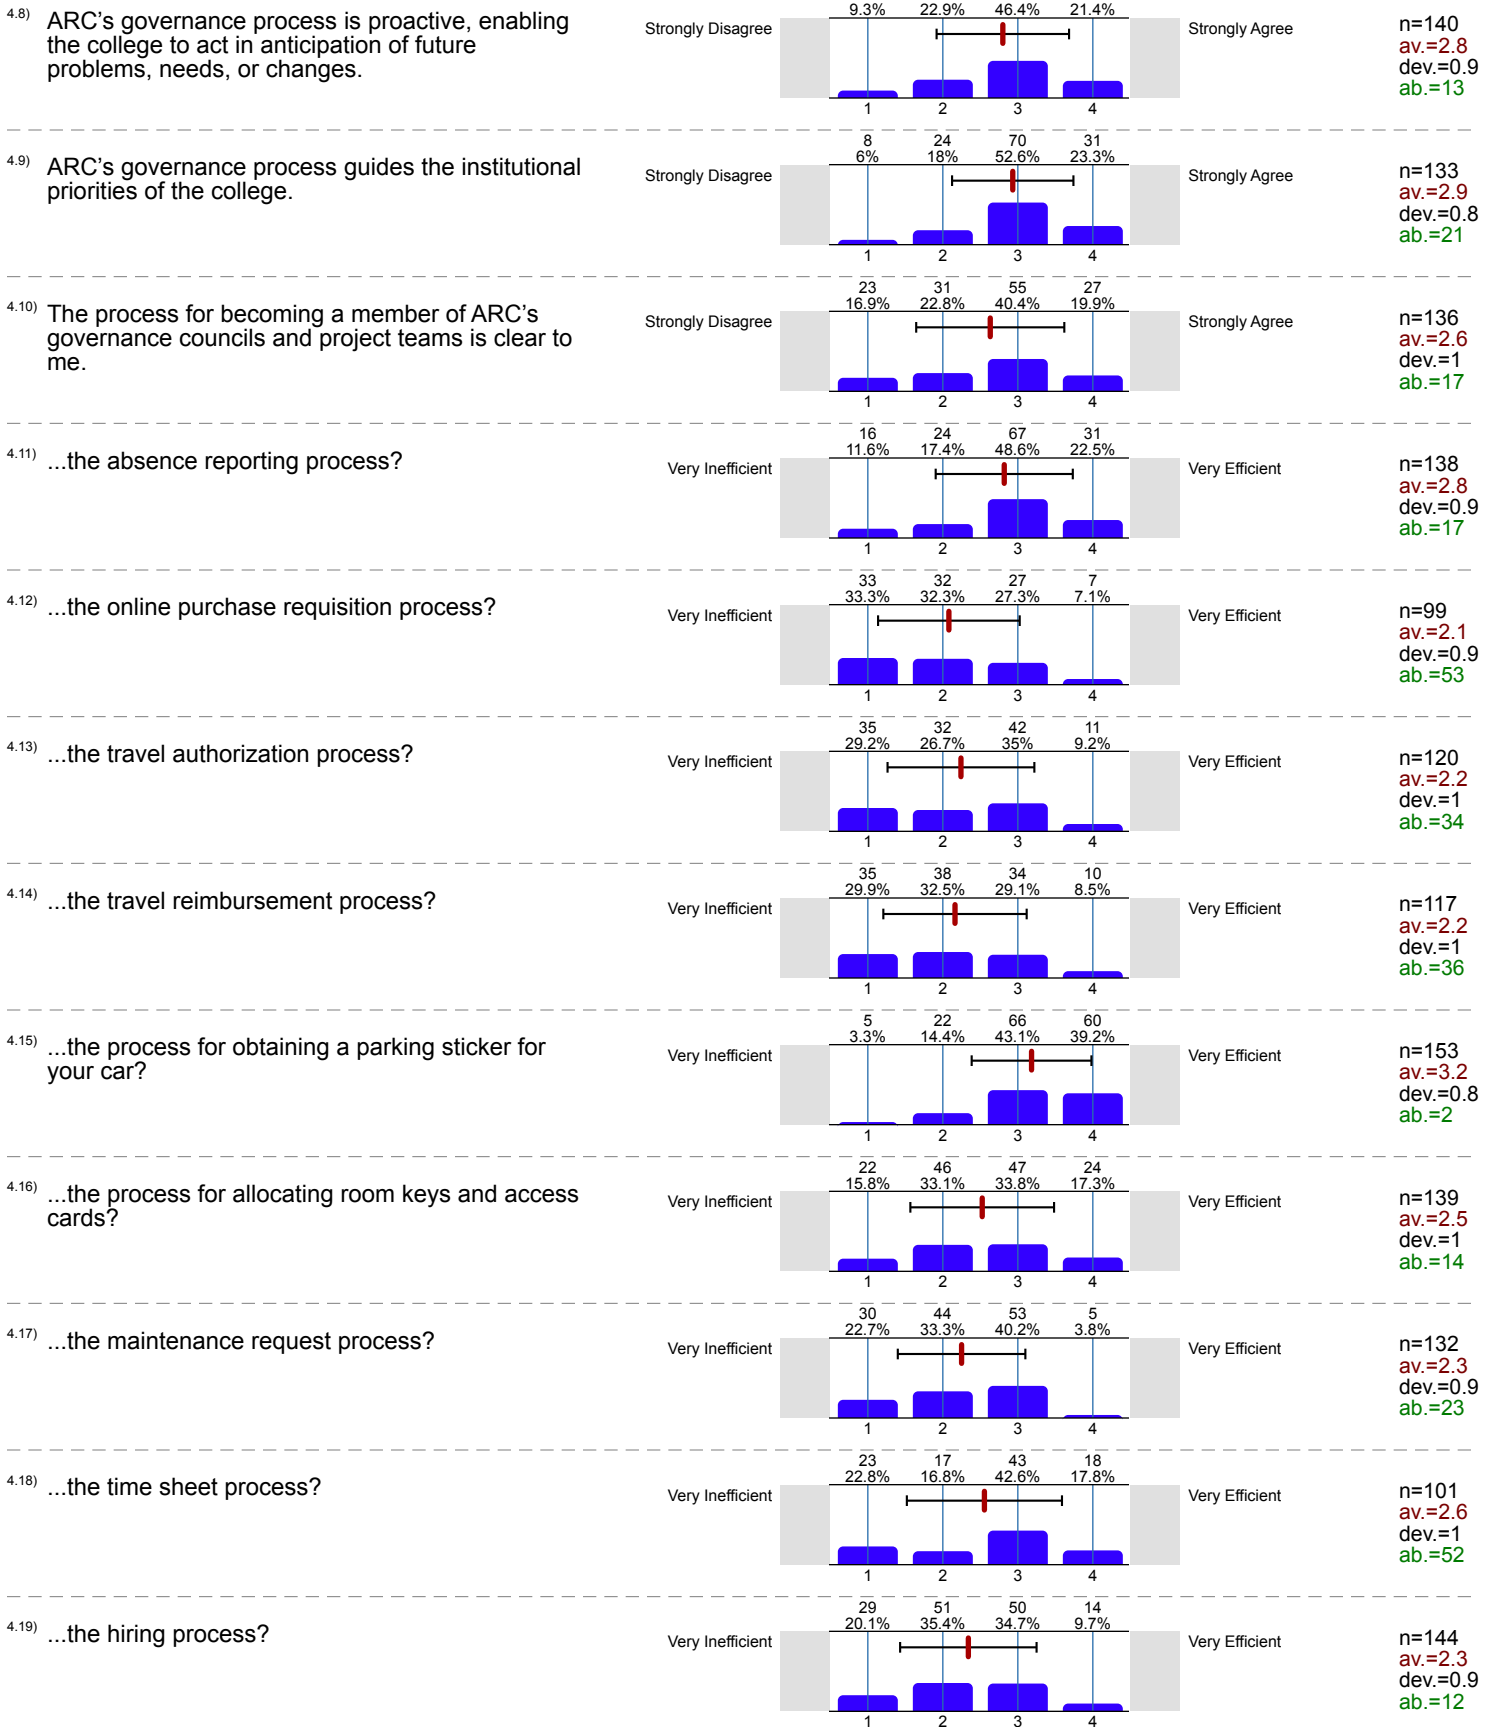 9.3% 22.9% 46.4% 21.4%
4.8) ARC's governance process is proactive, enabling
the college to act in anticipation of future
problems, needs, or changes.
Strongly Disagree Strongly Agree
n=140
av.=2.8
dev.=0.9
ab.=13
1 2 3 4
8 24 70 31
6% 18% 52.6% 23.3%
4.9) ARC's governance process guides the institutional
priorities of the college.
Strongly Disagree Strongly Agree
n=133
av.=2.9
dev.=0.8
ab.=21
1 2 3 4
23 31 55 27
16.9% 22.8% 40.4% 19.9%
4.10) The process for becoming a member of ARC's
governance councils and project teams is clear to
me.
Strongly Disagree Strongly Agree
n=136
av.=2.6
dev.=1
ab.=17
1 2 3 4
16 24 67 31
11.6% 17.4% 48.6% 22.5%
4.11) ...the absence reporting process?
Very Inefficient Very Efficient
n=138
av.=2.8
dev.=0.9
ab.=17
1 2 3 4
33 32 27 7
33.3% 32.3% 27.3% 7.1%
4.12) ...the online purchase requisition process?
Very Inefficient Very Efficient
n=99
av.=2.1
dev.=0.9
ab.=53
1 2 3 4
35 32 42 11
29.2% 26.7% 35% 9.2%
4.13) ...the travel authorization process?
Very Inefficient Very Efficient
n=120
av.=2.2
dev.=1
ab.=34
1 2 3 4
35 38 34 10
29.9% 32.5% 29.1% 8.5%
4.14) ...the travel reimbursement process?
Very Inefficient Very Efficient
n=117
av.=2.2
dev.=1
ab.=36
1 2 3 4
5 22 66 60
3.3% 14.4% 43.1% 39.2%
4.15) ...the process for obtaining a parking sticker for
your car?
Very Inefficient Very Efficient
n=153
av.=3.2
dev.=0.8
ab.=2
1 2 3 4
22 46 47 24
15.8% 33.1% 33.8% 17.3%
4.16) ...the process for allocating room keys and access
cards?
Very Inefficient Very Efficient
n=139
av.=2.5
dev.=1
ab.=14
1 2 3 4
30 44 53 5
22.7% 33.3% 40.2% 3.8%
4.17) ...the maintenance request process?
Very Inefficient Very Efficient
n=132
av.=2.3
dev.=0.9
ab.=23
1 2 3 4
23 17 43 18
22.8% 16.8% 42.6% 17.8%
4.18) ...the time sheet process?
Very Inefficient Very Efficient
n=101
av.=2.6
dev.=1
ab.=52
1 2 3 4
29 51 50 14
20.1% 35.4% 34.7% 9.7%
4.19) ...the hiring process?
Very Inefficient Very Efficient
n=144
av.=2.3
dev.=0.9
ab.=12
1 2 3 4